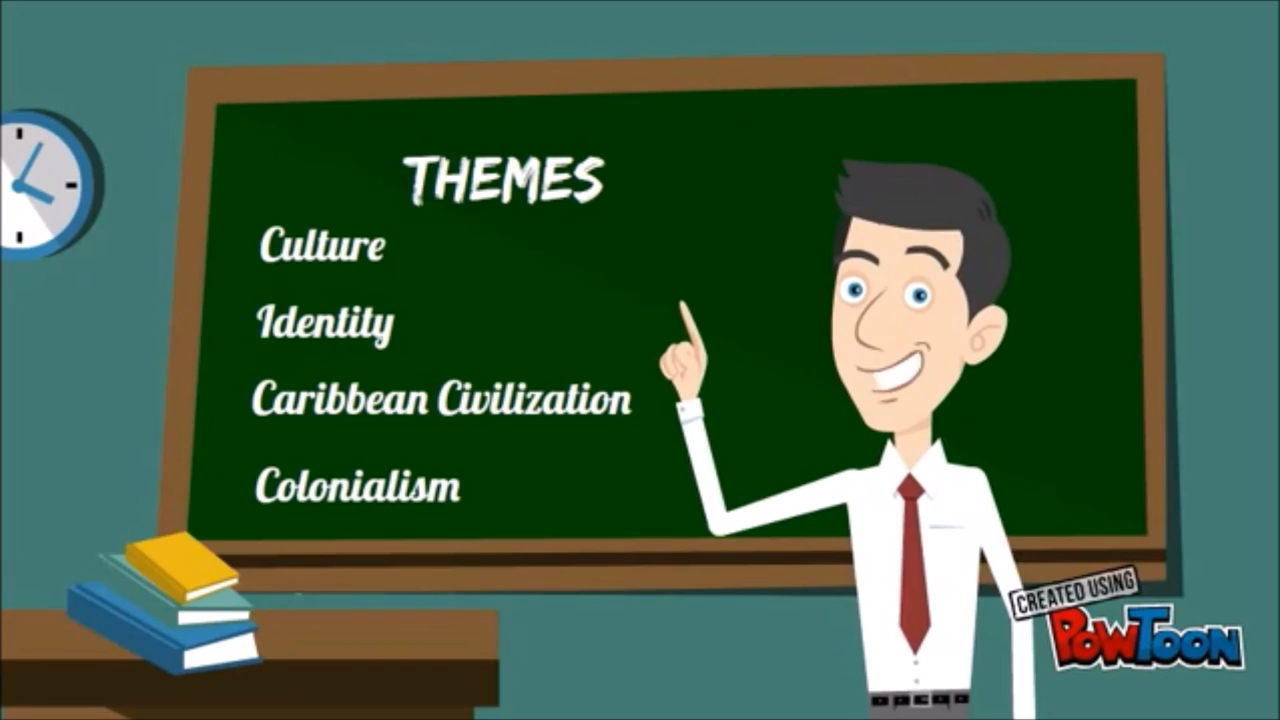 THEMES
Culture
Identity
Caribbean Civilization
Colonialism
CREATED USING
POWTOON